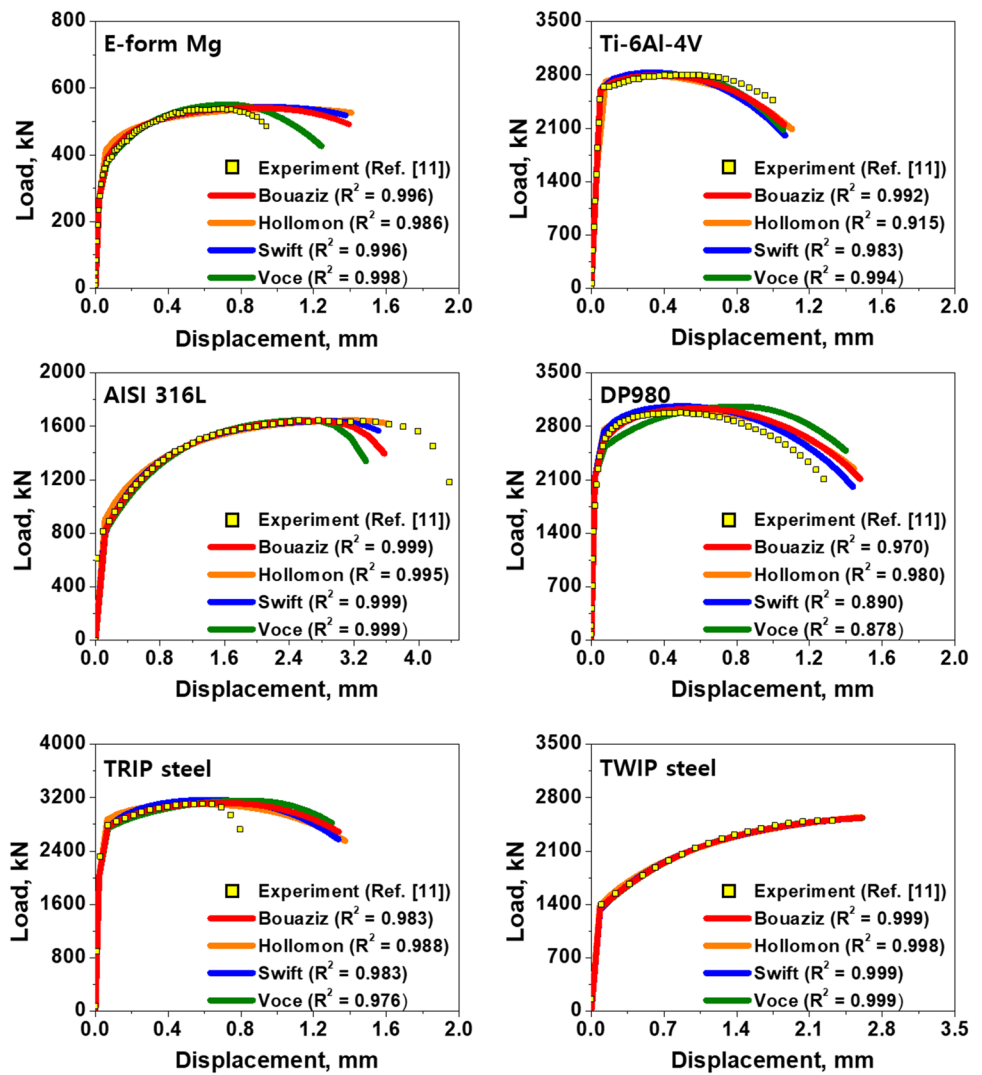 E-form Mg
Load, kN
800
600
400
200
0
Experiment (Ref. [11])
Bouaziz (R² = 0.996)
Hollomon (R² = 0.986)
Swift (R² = 0.996)
Voce (R² = 0.998)
0.0 0.4 0.8 1.2 1.6 2.0
Displacement, mm
Ti-6Al-4V
Load, kN
3500
2800
2100
1400
700
0
Experiment (Ref. [11])
Bouaziz (R² = 0.992)
Hollomon (R² = 0.915)
Swift (R² = 0.983)
Voce (R² = 0.994)
0.0 0.4 0.8 1.2 1.6 2.0
Displacement, mm
AISI 316L
Load, kN
2000
1600
1200
800
400
0
Experiment (Ref. [11])
Bouaziz (R² = 0.999)
Hollomon (R² = 0.995)
Swift (R² = 0.999)
Voce (R² = 0.999)
0.0 0.8 1.6 2.4 3.2 4.0
Displacement, mm
DP980
Load, kN
3500
2800
2100
1400
700
0
Experiment (Ref. [11])
Bouaziz (R² = 0.970)
Hollomon (R² = 0.980)
Swift (R² = 0.890)
Voce (R² = 0.878)
0.0 0.4 0.8 1.2 1.6 2.0
Displacement, mm
TRIP steel
Load, kN
4000
3200
2400
1600
800
0
Experiment (Ref. [11])
Bouaziz (R² = 0.983)
Hollomon (R² = 0.988)
Swift (R² = 0.983)
Voce (R² = 0.976)
0.0 0.4 0.8 1.2 1.6 2.0
Displacement, mm
TWIP steel
Load, kN
3500
2800
2100
1400
700
0
Experiment (Ref. [11])
Bouaziz (R² = 0.999)
Hollomon (R² = 0.998)
Swift (R² = 0.999)
Voce (R² = 0.999)
0.0 0.7 1.4 2.1 2.8 3.5
Displacement, mm